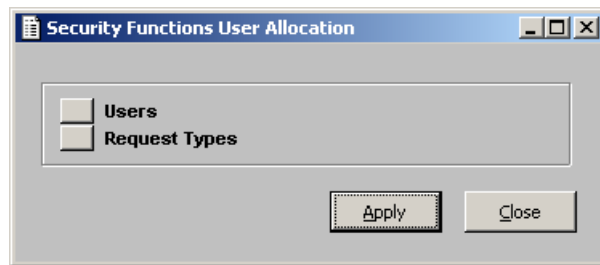 Security Functions User Allocation
Users
Request Types
Apply
Close